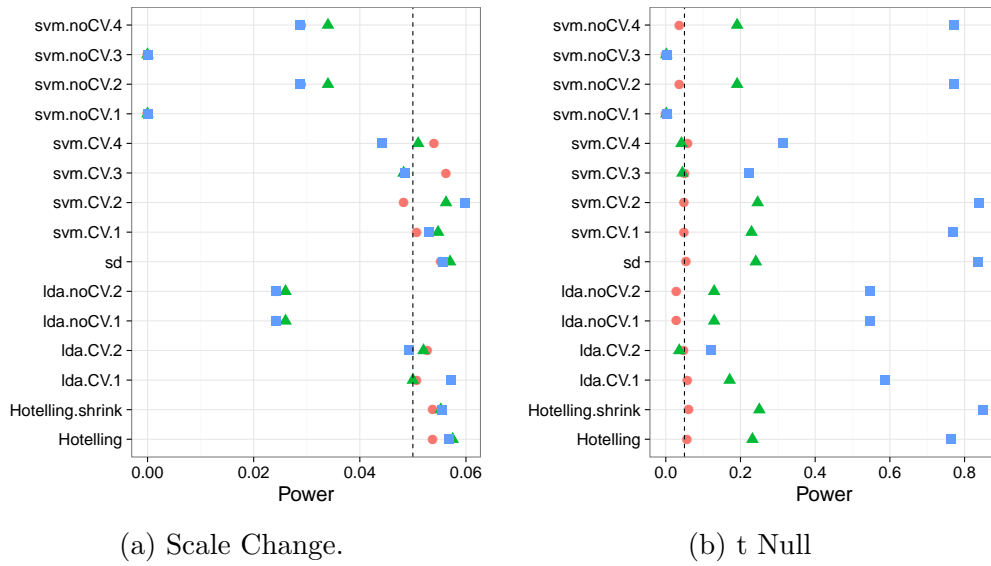 svm.noCV.4
svm.noCV.3
svm.noCV.2
svm.noCV.1
svm.CV.4
svm.CV.3
svm.CV.2
svm.CV.1
sd
lda.noCV.2
lda.noCV.1
lda.CV.2
lda.CV.1
Hotelling.shrink
Hotelling
0.00 0.02 0.04 0.06
Power
(a) Scale Change.
svm.noCV.4
svm.noCV.3
svm.noCV.2
svm.noCV.1
svm.CV.4
svm.CV.3
svm.CV.2
svm.CV.1
sd
lda.noCV.2
lda.noCV.1
lda.CV.2
lda.CV.1
Hotelling.shrink
Hotelling
0.0 0.2 0.4 0.6 0.8
Power
(b) t Null